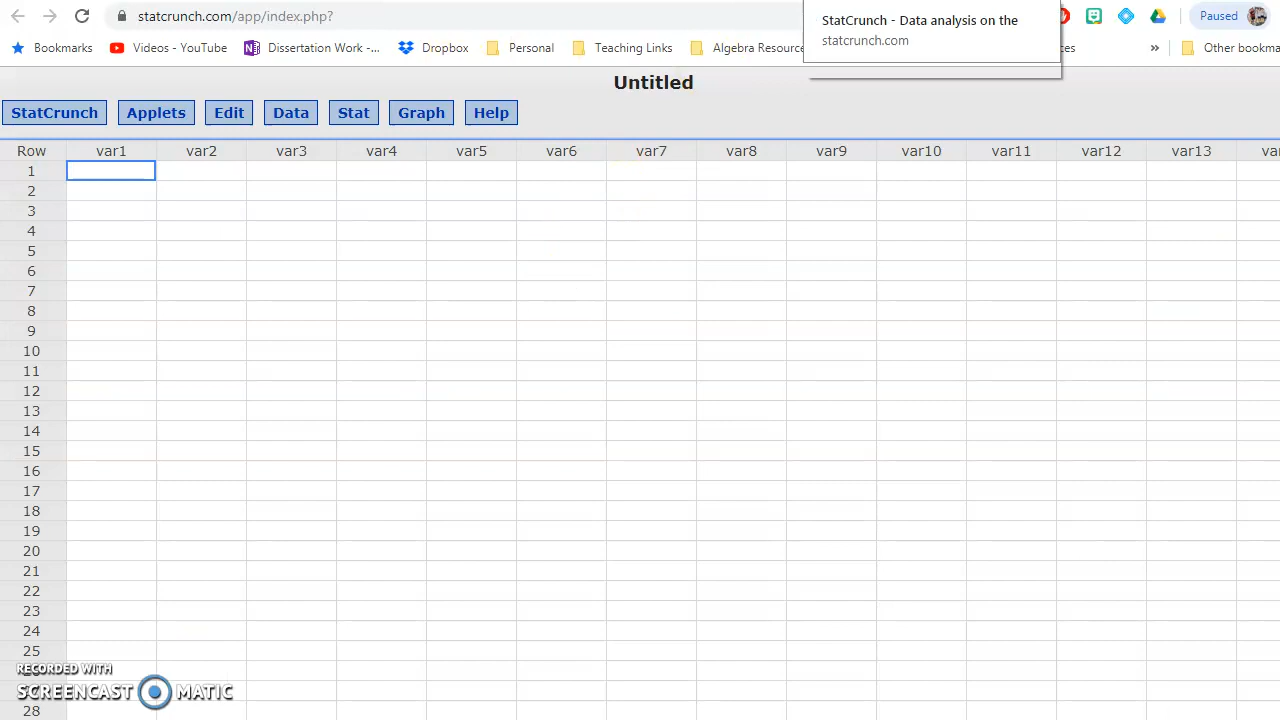 statcrunch.com/app/index.php?
StatCrunch - Data analysis on the
statcrunch.com
Paused
Bookmarks
Videos - YouTube
Dissertation Work -...
Dropbox
Personal
Teaching Links
Algebra Resourc
es
»
Other bookma
Untitled
StatCrunch Applets Edit Data Stat Graph Help
Row var1 var2 var3 var4 var5 var6 var7 var8 var9 var10 var11 var12 var13 va
1
2
3
4
5
6
7
8
9
10
11
12
13
14
15
16
17
18
19
20
21
22
23
24
25
RECORDED WITH
SCREENCAST MATIC
28